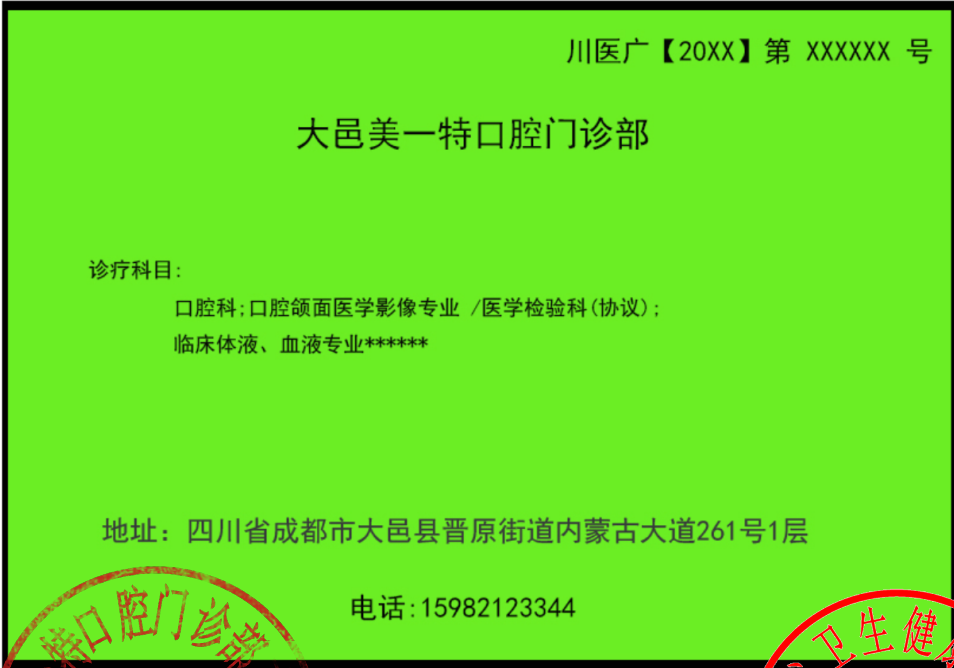 川医广【20XX】第 XXXXXX 号
大邑美一特口腔门诊部
诊疗科目:
口腔科;口腔颌面医学影像专业 /医学检验科(协议);
临床体液、血液专业******
地址: 四川省成都市大邑县晋原街道内蒙古大道261号1层
电话:15982123344
特口腔门诊部
卫生健